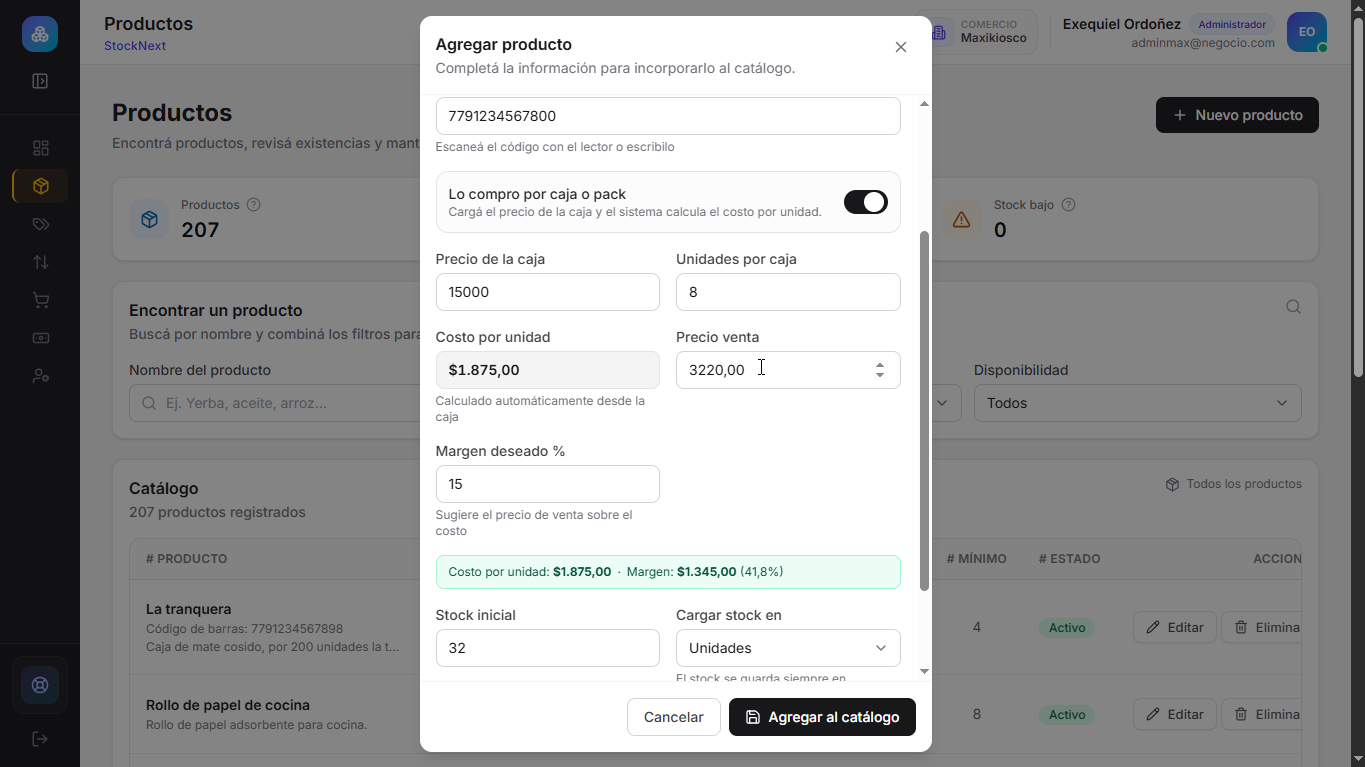 Productos
StockNext
COMERCIO
Maxikiosco
Exequiel Ordoñez
Administrador
adminmax@negocio.com
EO
Productos
Encontrá productos, revisá existencias y mant
Nuevo producto
Productos
207
Stock bajo
0
Encontrar un producto
Buscá por nombre y combiná los filtros para
Nombre del producto
Ej. Yerba, aceite, arroz...
Disponibilidad
Todos
Catálogo
207 productos registrados
Todos los productos
# PRODUCTO
# MÍNIMO
# ESTADO
ACCION
La tranquera
Código de barras: 7791234567898
Caja de mate cosido, por 200 unidades la t...
4
Activo
Editar
Elimina
Rollo de papel de cocina
Rollo de papel adsorbente para cocina.
8
Activo
Editar
Elimina
Agregar producto
Completá la información para incorporarlo al catálogo.
7791234567800
Escaneá el código con el lector o escribilo
Lo compro por caja o pack
Cargá el precio de la caja y el sistema calcula el costo por unidad.
Precio de la caja
Unidades por caja
15000
8
Costo por unidad
Precio venta
$1.875,00
3220,00
Calculado automáticamente desde la
caja
Margen deseado %
15
Sugiere el precio de venta sobre el
costo
Costo por unidad: $1.875,00 · Margen: $1.345,00 (41,8%)
Stock inicial
Cargar stock en
32
Unidades
El stock se guarda siempre en
Cancelar
Agregar al catálogo